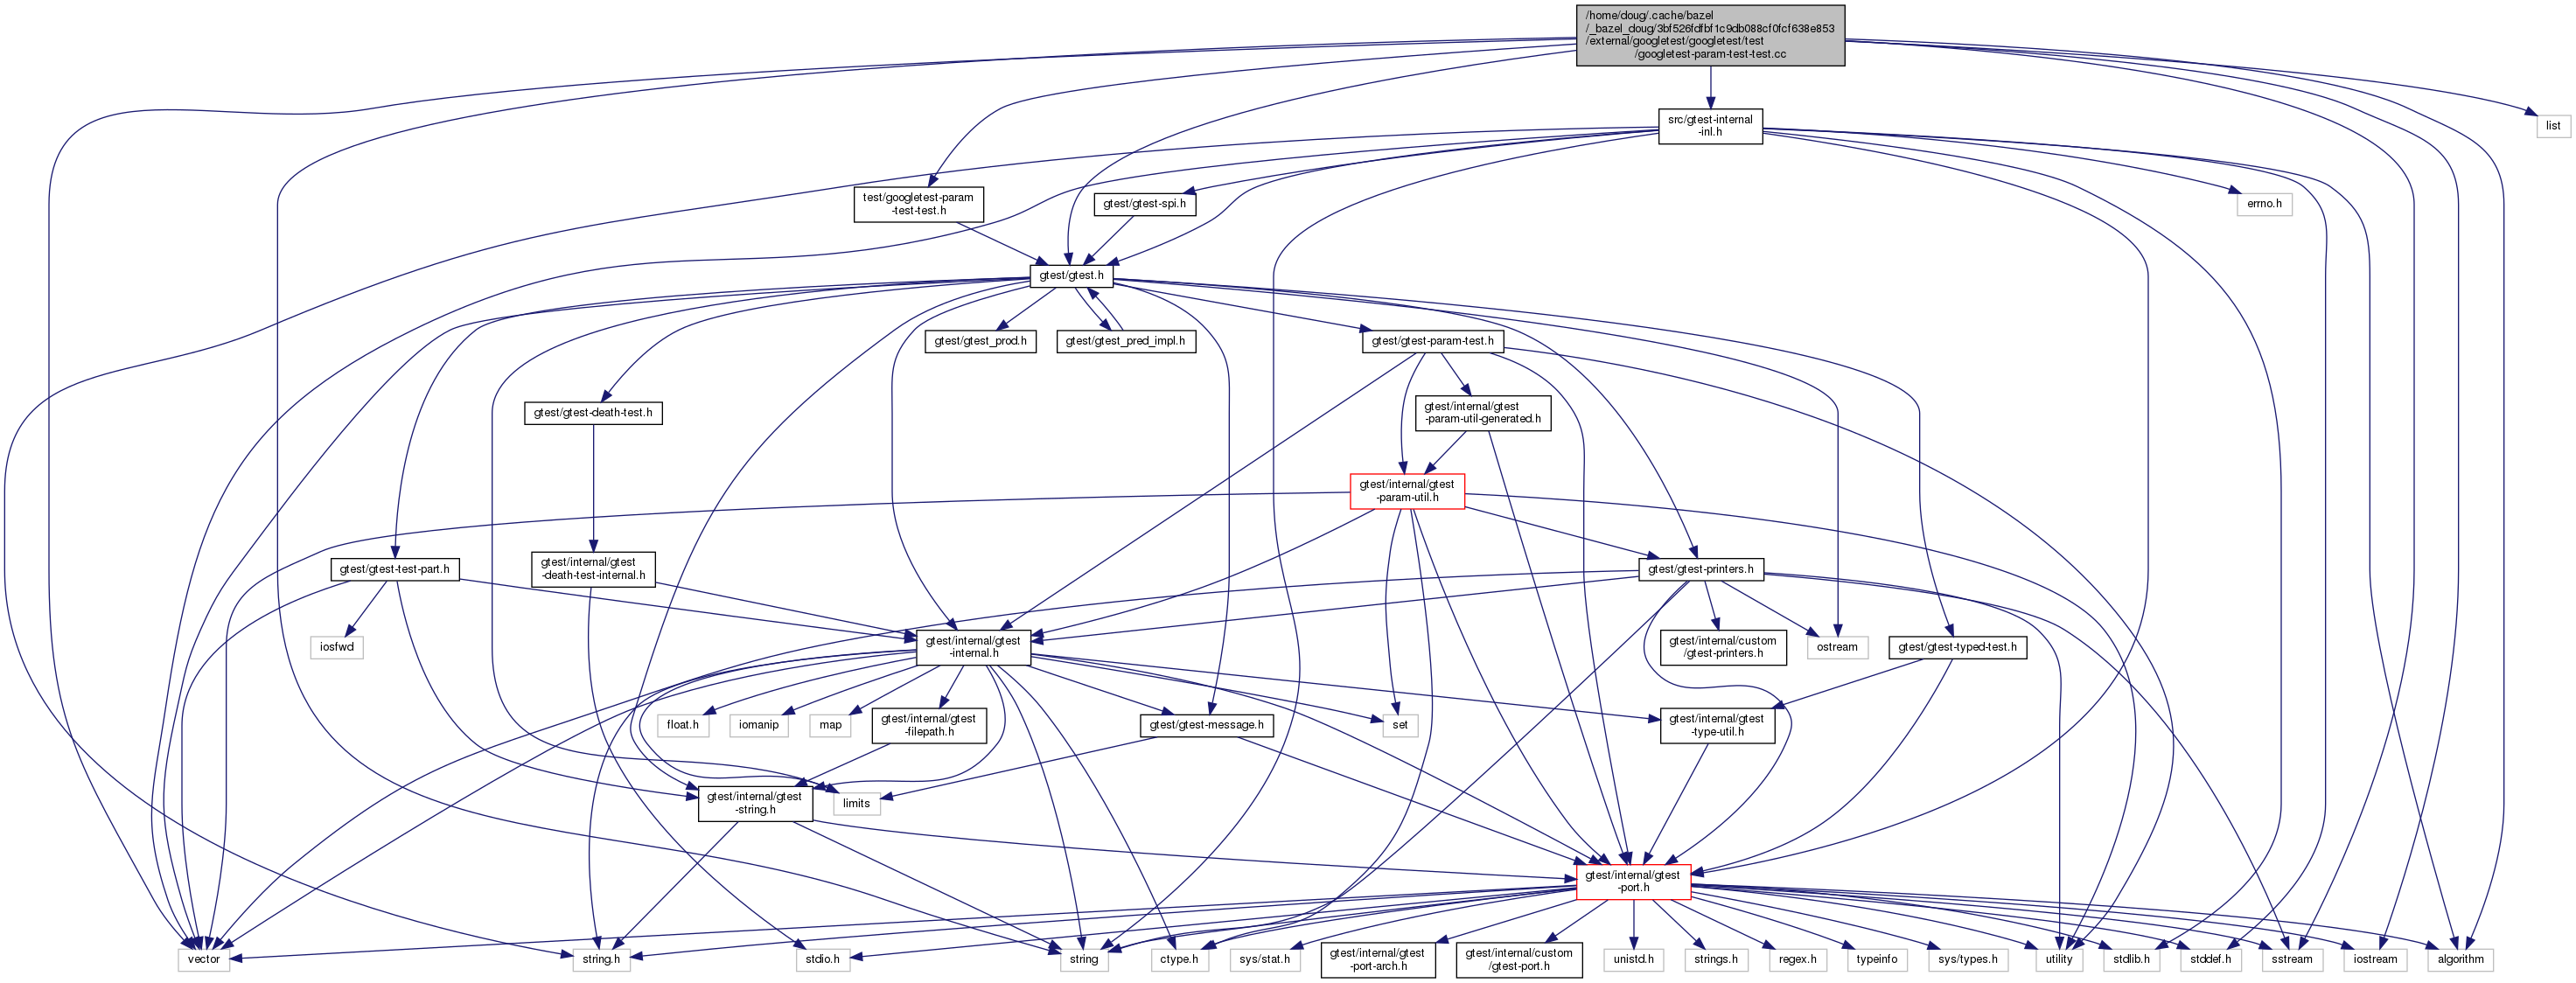 /home/doug/.cache/bazel
/_bazel_doug/3bf526fdfbf1c9db088cf0fcf638e853
/external/googletest/googletest/test
/googletest-param-test-test.cc
src/gtest-internal
-inl.h
list
test/googletest-param
-test-test.h
gtest/gtest-spi.h
errno.h
gtest/gtest.h
gtest/gtest_prod.h
gtest/gtest_pred_impl.h
gtest/gtest-param-test.h
gtest/gtest-death-test.h
gtest/internal/gtest
-param-util-generated.h
gtest/internal/gtest
-param-util.h
gtest/gtest-test-part.h
gtest/internal/gtest
-death-test-internal.h
gtest/gtest-printers.h
iosfwd
gtest/internal/gtest
-internal.h
gtest/internal/custom
/gtest-printers.h
ostream
gtest/gtest-typed-test.h
float.h
iomanip
map
gtest/internal/gtest
-filepath.h
gtest/gtest-message.h
set
gtest/internal/gtest
-type-util.h
gtest/internal/gtest
-string.h
limits
gtest/internal/gtest
-port.h
vector
string.h
stdio.h
string
ctype.h
sys/stat.h
gtest/internal/gtest
-port-arch.h
gtest/internal/custom
/gtest-port.h
unistd.h
strings.h
regex.h
typeinfo
sys/types.h
utility
stdlib.h
stddef.h
sstream
iostream
algorithm